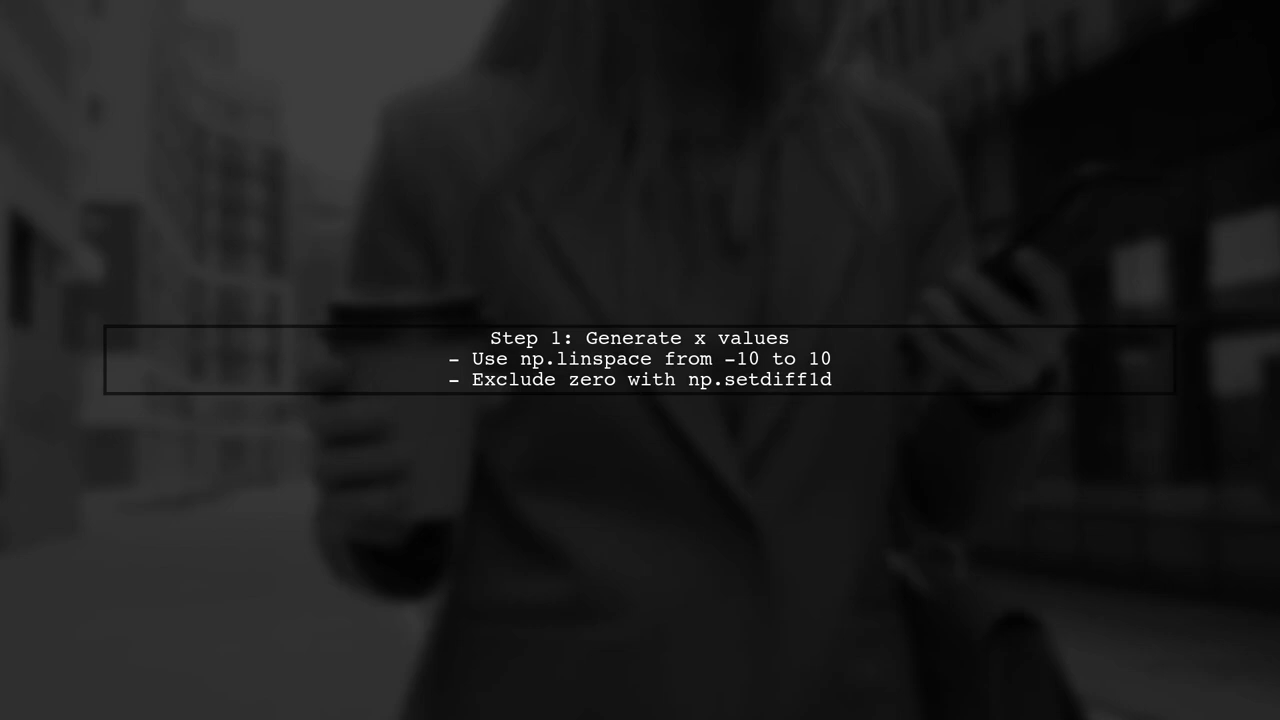 Step 1: Generate x values
- Use np.linspace from -10 to 10
- Exclude zero with np.setdiff1d